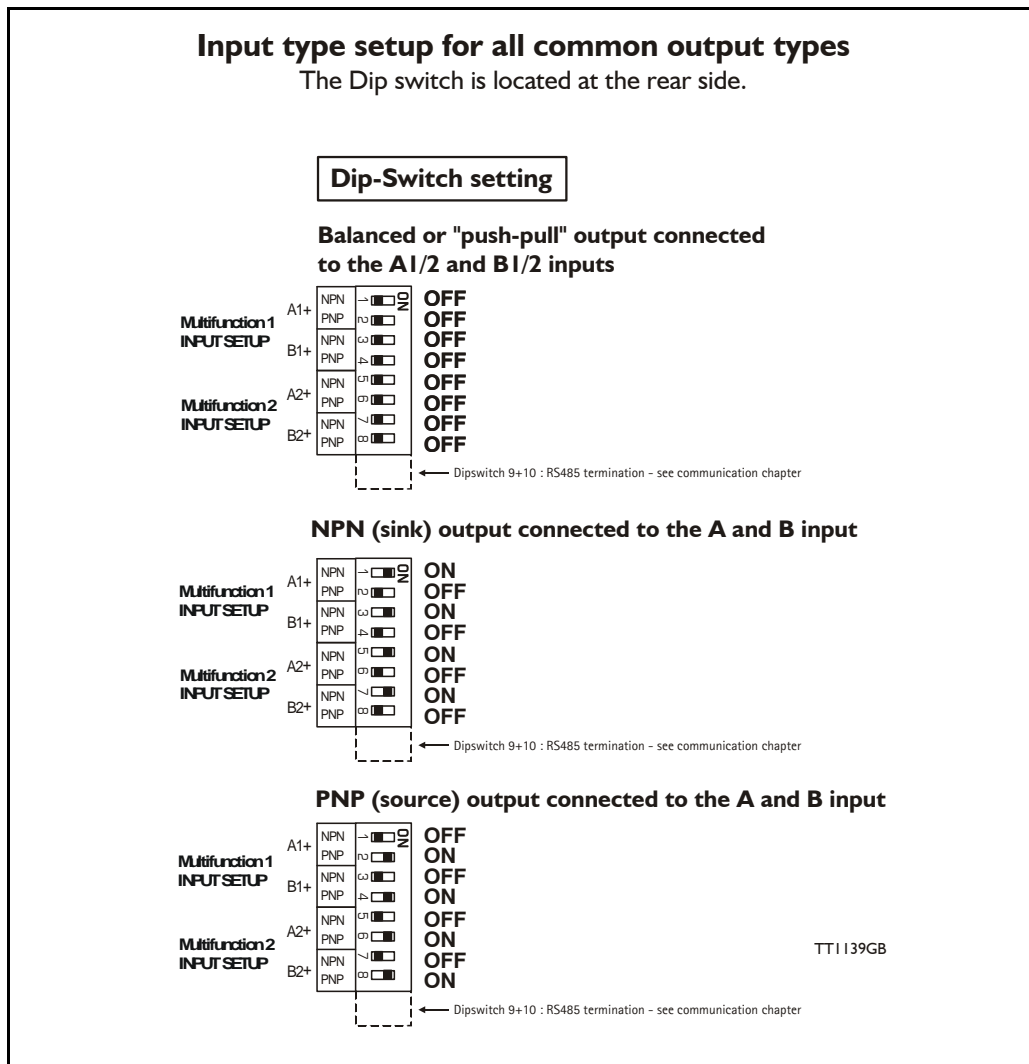 Input type setup for all common output types
The Dip switch is located at the rear side.
Dip-Switch setting
Balanced or "push-pull" output connected
to the A1/2 and B1/2 inputs
Multifunction 1
INPUT SETUP
Multifunction 2
INPUT SETUP
A1+ NPN 1 ON OFF
PNP 2 OFF
B1+ NPN 3 OFF
PNP 4 OFF
A2+ NPN 5 OFF
PNP 6 OFF
B2+ NPN 7 OFF
PNP 8 OFF
Dipswitch 9+10 : RS485 termination - see communication chapter
NPN (sink) output connected to the A and B input
Multifunction 1
INPUT SETUP
Multifunction 2
INPUT SETUP
A1+ NPN 1 ON ON
PNP 2 OFF
B1+ NPN 3 ON
PNP 4 OFF
A2+ NPN 5 ON
PNP 6 OFF
B2+ NPN 7 ON
PNP 8 OFF
Dipswitch 9+10 : RS485 termination - see communication chapter
PNP (source) output connected to the A and B input
Multifunction 1
INPUT SETUP
Multifunction 2
INPUT SETUP
A1+ NPN 1 ON OFF
PNP 2 ON
B1+ NPN 3 OFF
PNP 4 ON
A2+ NPN 5 OFF
PNP 6 ON
B2+ NPN 7 OFF
PNP 8 ON
TT1139GB
Dipswitch 9+10 : RS485 termination - see communication chapter